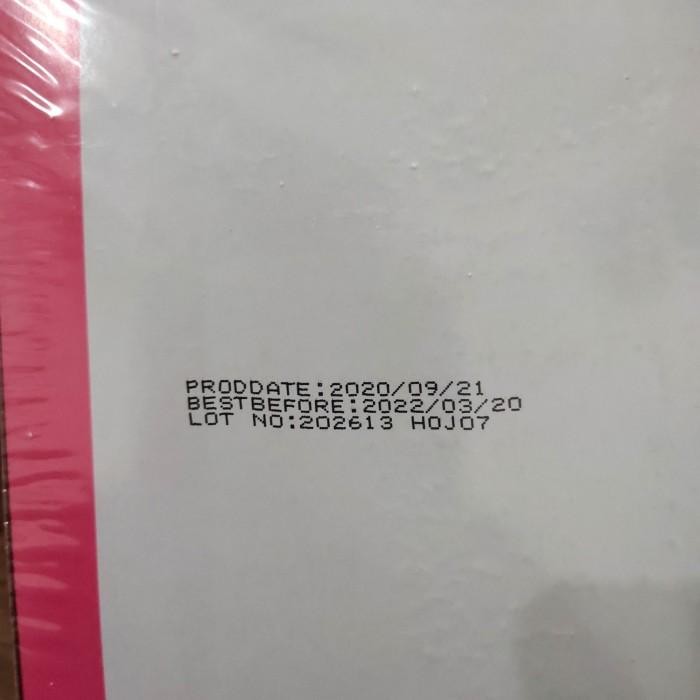 PRODDATE:2020/09/21
BESTBEFORE:2022/03/20
LOT NO:202613 HOJ07